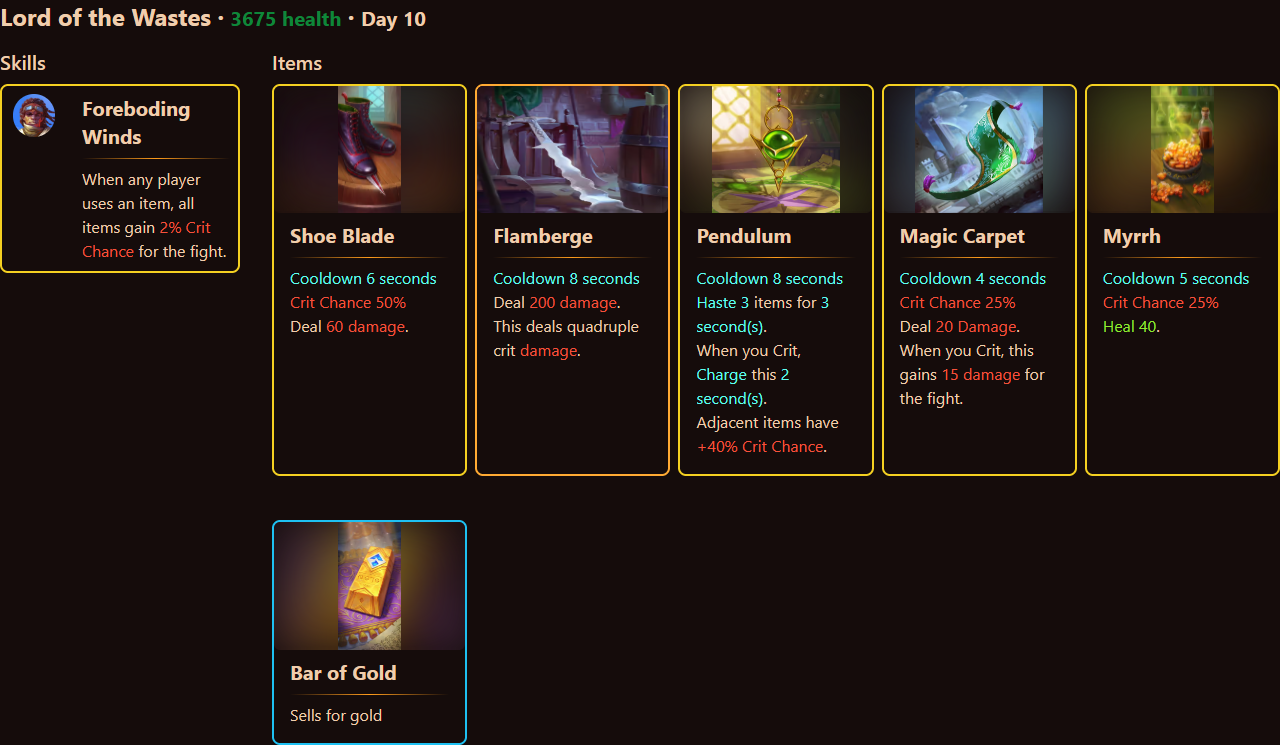 Lord of the Wastes · 3675 health · Day 10
Skills
Items
Foreboding
Winds
When any player
uses an item, all
items gain 2% Crit
Chance for the fight.
Shoe Blade
Cooldown 6 seconds
Crit Chance 50%
Deal 60 damage.
Flamberge
Cooldown 8 seconds
Deal 200 damage.
This deals quadruple
crit damage.
Pendulum
Cooldown 8 seconds
Haste 3 items for 3
second(s).
When you Crit,
Charge this 2
second(s).
Adjacent items have
+40% Crit Chance.
Magic Carpet
Cooldown 4 seconds
Crit Chance 25%
Deal 20 Damage.
When you Crit, this
gains 15 damage for
the fight.
Myrrh
Cooldown 5 seconds
Crit Chance 25%
Heal 40.
Bar of Gold
Sells for gold